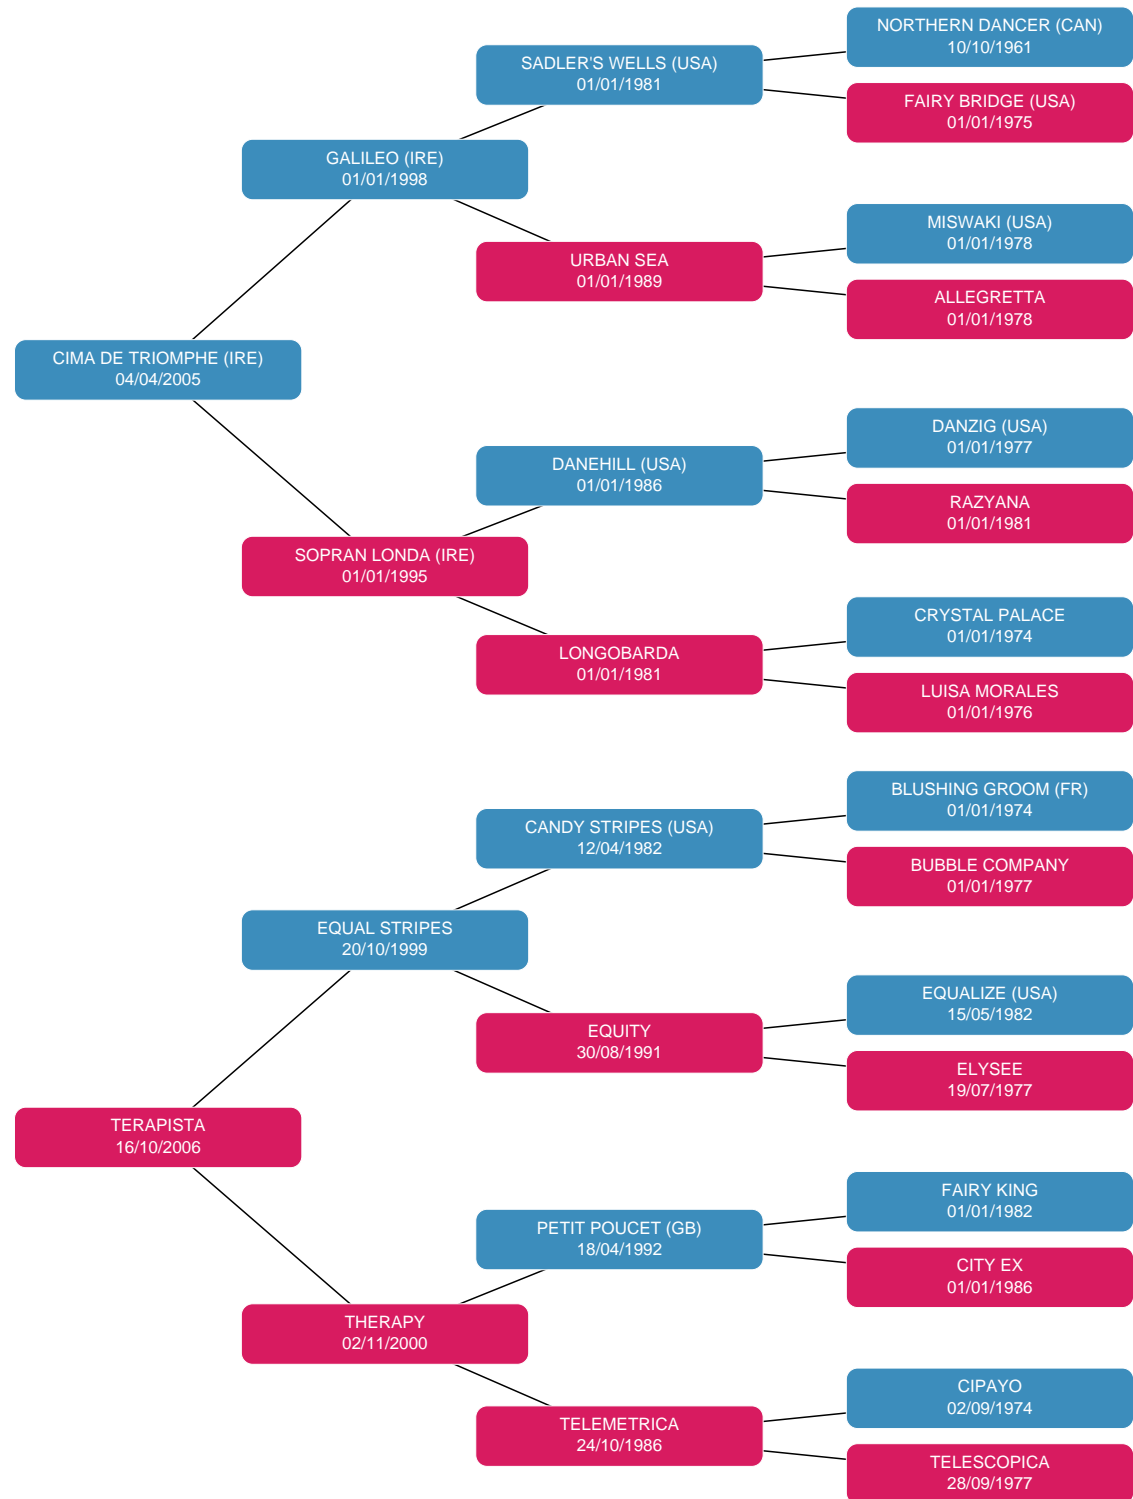 NORTHERN DANCER (CAN)
10/10/1961
SADLER'S WELLS (USA)
01/01/1981
FAIRY BRIDGE (USA)
01/01/1975
GALILEO (IRE)
01/01/1998
MISWAKI (USA)
01/01/1978
URBAN SEA
01/01/1989
ALLEGRETTA
01/01/1978
CIMA DE TRIOMPHE (IRE)
04/04/2005
DANZIG (USA)
01/01/1977
DANEHILL (USA)
01/01/1986
RAZYANA
01/01/1981
SOPRAN LONDA (IRE)
01/01/1995
CRYSTAL PALACE
01/01/1974
LONGOBARDA
01/01/1981
LUISA MORALES
01/01/1976
BLUSHING GROOM (FR)
01/01/1974
CANDY STRIPES (USA)
12/04/1982
BUBBLE COMPANY
01/01/1977
EQUAL STRIPES
20/10/1999
EQUALIZE (USA)
15/05/1982
EQUITY
30/08/1991
ELYSEE
19/07/1977
TERAPISTA
16/10/2006
FAIRY KING
01/01/1982
PETIT POUCET (GB)
18/04/1992
CITY EX
01/01/1986
THERAPY
02/11/2000
CIPAYO
02/09/1974
TELEMETRICA
24/10/1986
TELESCOPICA
28/09/1977